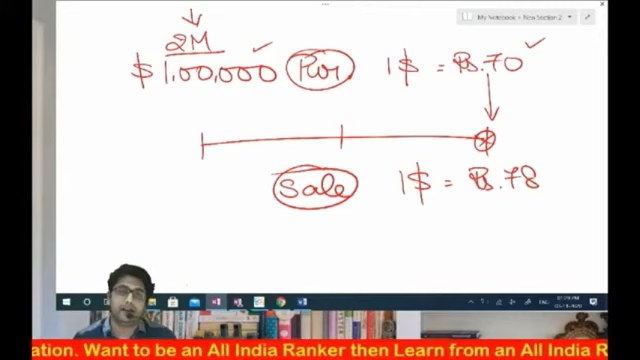 My Notebook > New Section 2
2M
$ 1,00,000 Pur. 1$ = Rs.70
Sale 1$ = Rs.78
ation. Want to be an All India Ranker then Learn from an All India R